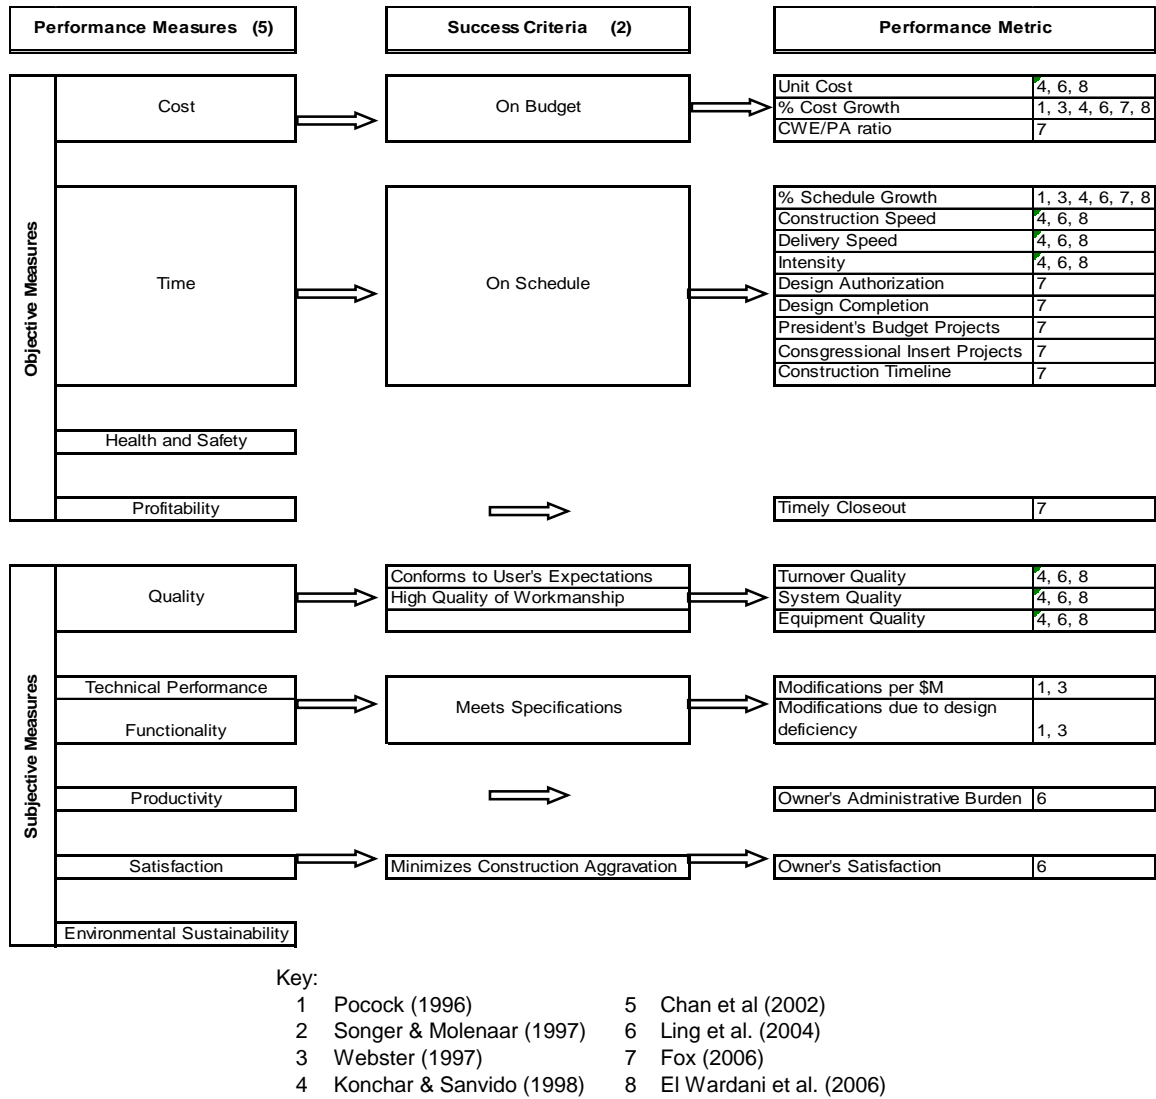 Performance Measures (5) Success Criteria (2) Performance Metric
Objective Measures
Cost On Budget
Unit Cost 4, 6, 8
% Cost Growth 1, 3, 4, 6, 7, 8
CWE/PA ratio 7
Time On Schedule
% Schedule Growth 1, 3, 4, 6, 7, 8
Construction Speed 4, 6, 8
Delivery Speed 4, 6, 8
Intensity 4, 6, 8
Design Authorization 7
Design Completion 7
President's Budget Projects 7
Consgressional Insert Projects 7
Construction Timeline 7
Health and Safety
Profitability Timely Closeout 7
Subjective Measures
Quality
Conforms to User's Expectations
High Quality of Workmanship
Turnover Quality 4, 6, 8
System Quality 4, 6, 8
Equipment Quality 4, 6, 8
Technical Performance
Functionality
Meets Specifications
Modifications per $M 1, 3
Modifications due to design
deficiency 1, 3
Productivity Owner's Administrative Burden 6
Satisfaction Minimizes Construction Aggravation Owner's Satisfaction 6
Environmental Sustainability
Key:
1 Pocock (1996) 5 Chan et al (2002)
2 Songer & Molenaar (1997) 6 Ling et al. (2004)
3 Webster (1997) 7 Fox (2006)
4 Konchar & Sanvido (1998) 8 El Wardani et al. (2006)